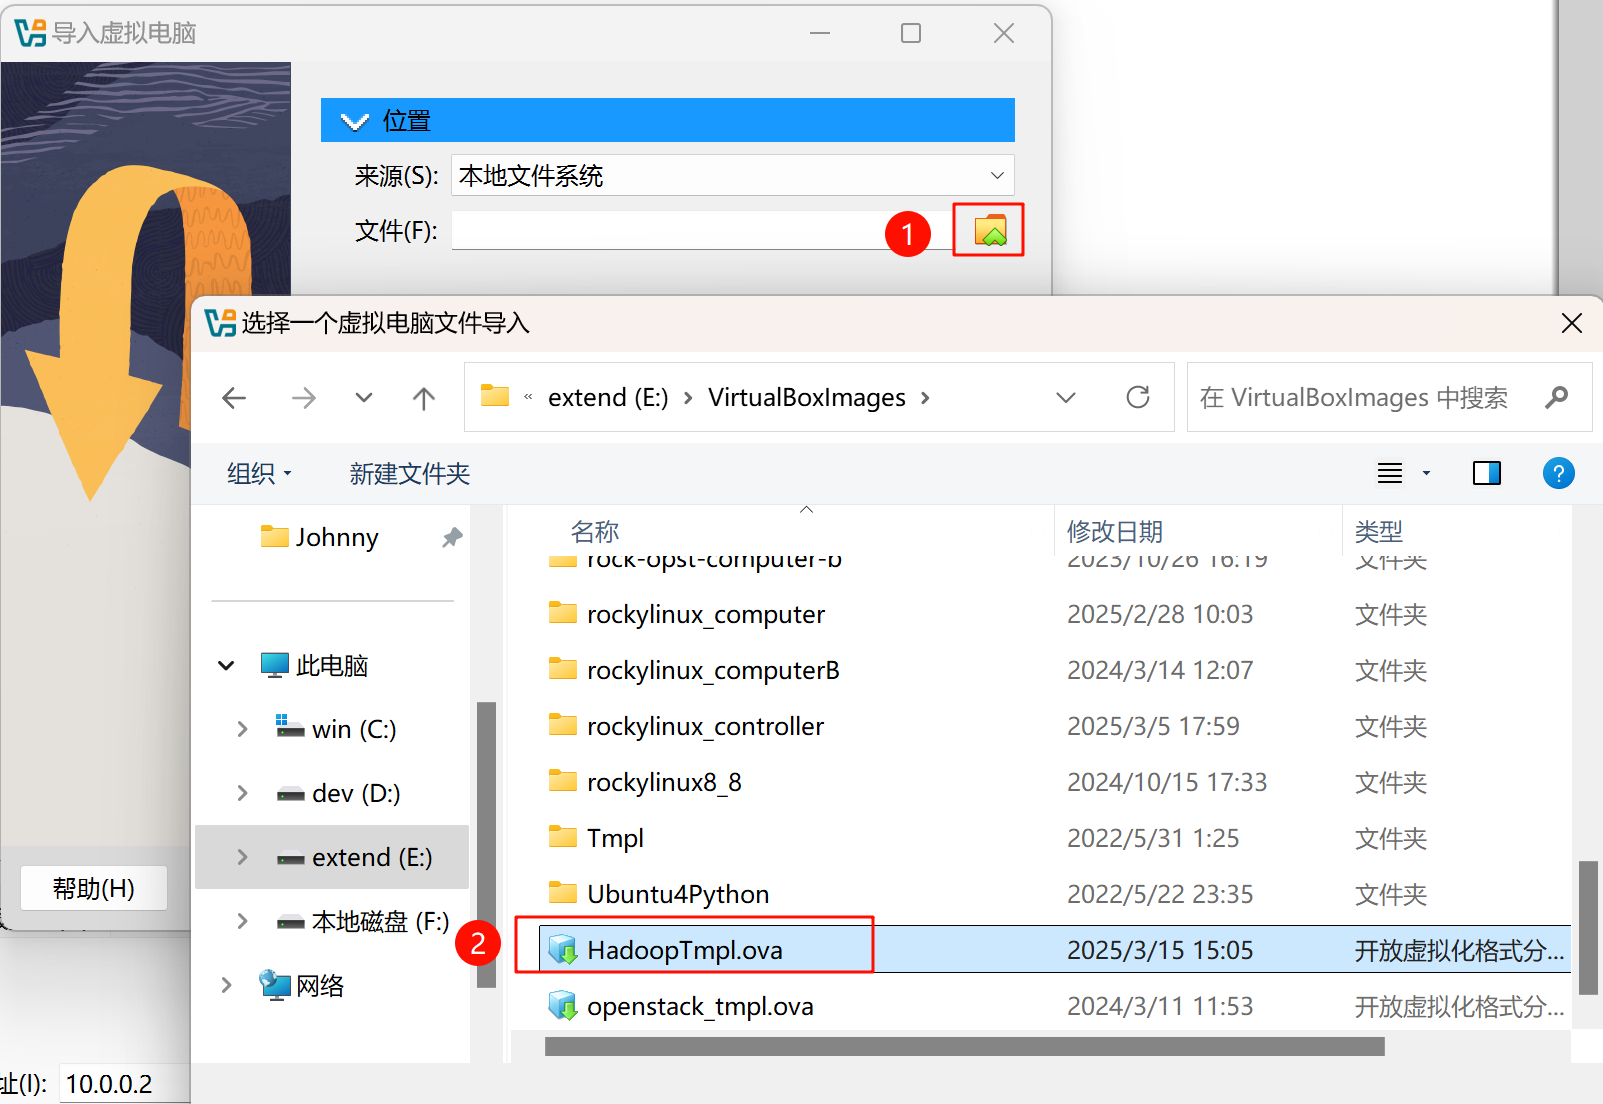 导入虚拟电脑
位置
来源(S): 本地文件系统
文件(F):
1
选择一个虚拟电脑文件导入
« extend (E:) › VirtualBoxImages ›
在 VirtualBoxImages 中搜索
组织
新建文件夹
?
Johnny
此电脑
win (C:)
dev (D:)
extend (E:)
本地磁盘 (F:)
网络
名称 修改日期 类型
rock-opst-computer-b 2023/10/26 16:19 文件夹
rockylinux_computer 2025/2/28 10:03 文件夹
rockylinux_computerB 2024/3/14 12:07 文件夹
rockylinux_controller 2025/3/5 17:59 文件夹
rockylinux8_8 2024/10/15 17:33 文件夹
Tmpl 2022/5/31 1:25 文件夹
Ubuntu4Python 2022/5/22 23:35 文件夹
2
HadoopTmpl.ova 2025/3/15 15:05 开放虚拟化格式分...
openstack_tmpl.ova 2024/3/11 11:53 开放虚拟化格式分...
帮助(H)
址(I): 10.0.0.2